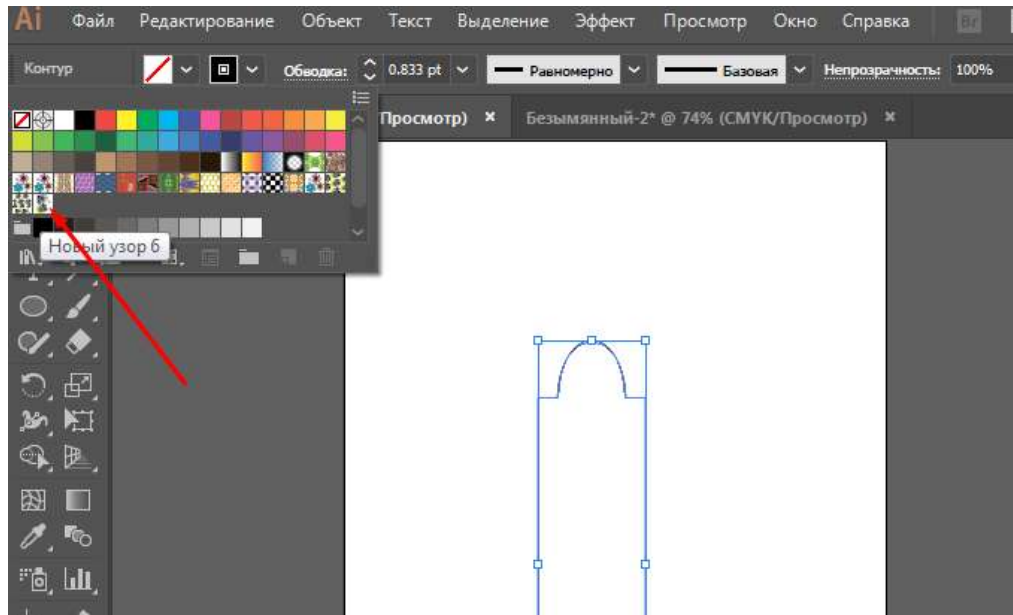 Ai Файл Редактирование Объект Текст Выделение Эффект Просмотр Окно Справка Br
Контур Обводка: 0.833 pt Равномерно Базовая Непрозрачность: 100%
/Просмотр) × Безымянный-2* @ 74% (CMYK/Просмотр) ×
Новый узор 6